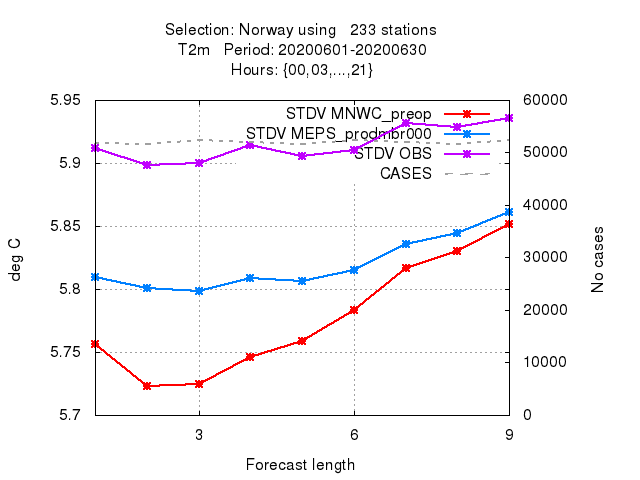 Selection: Norway using   233 stations
T2m   Period: 20200601-20200630
Hours: {00,03,...,21}
STDV MNWC_preop
STDV MEPS_prodmbr000
STDV OBS
CASES
5.95
5.9
5.85
5.8
5.75
5.7
60000
50000
40000
30000
20000
10000
0
deg C
No cases
3
6
9
Forecast length